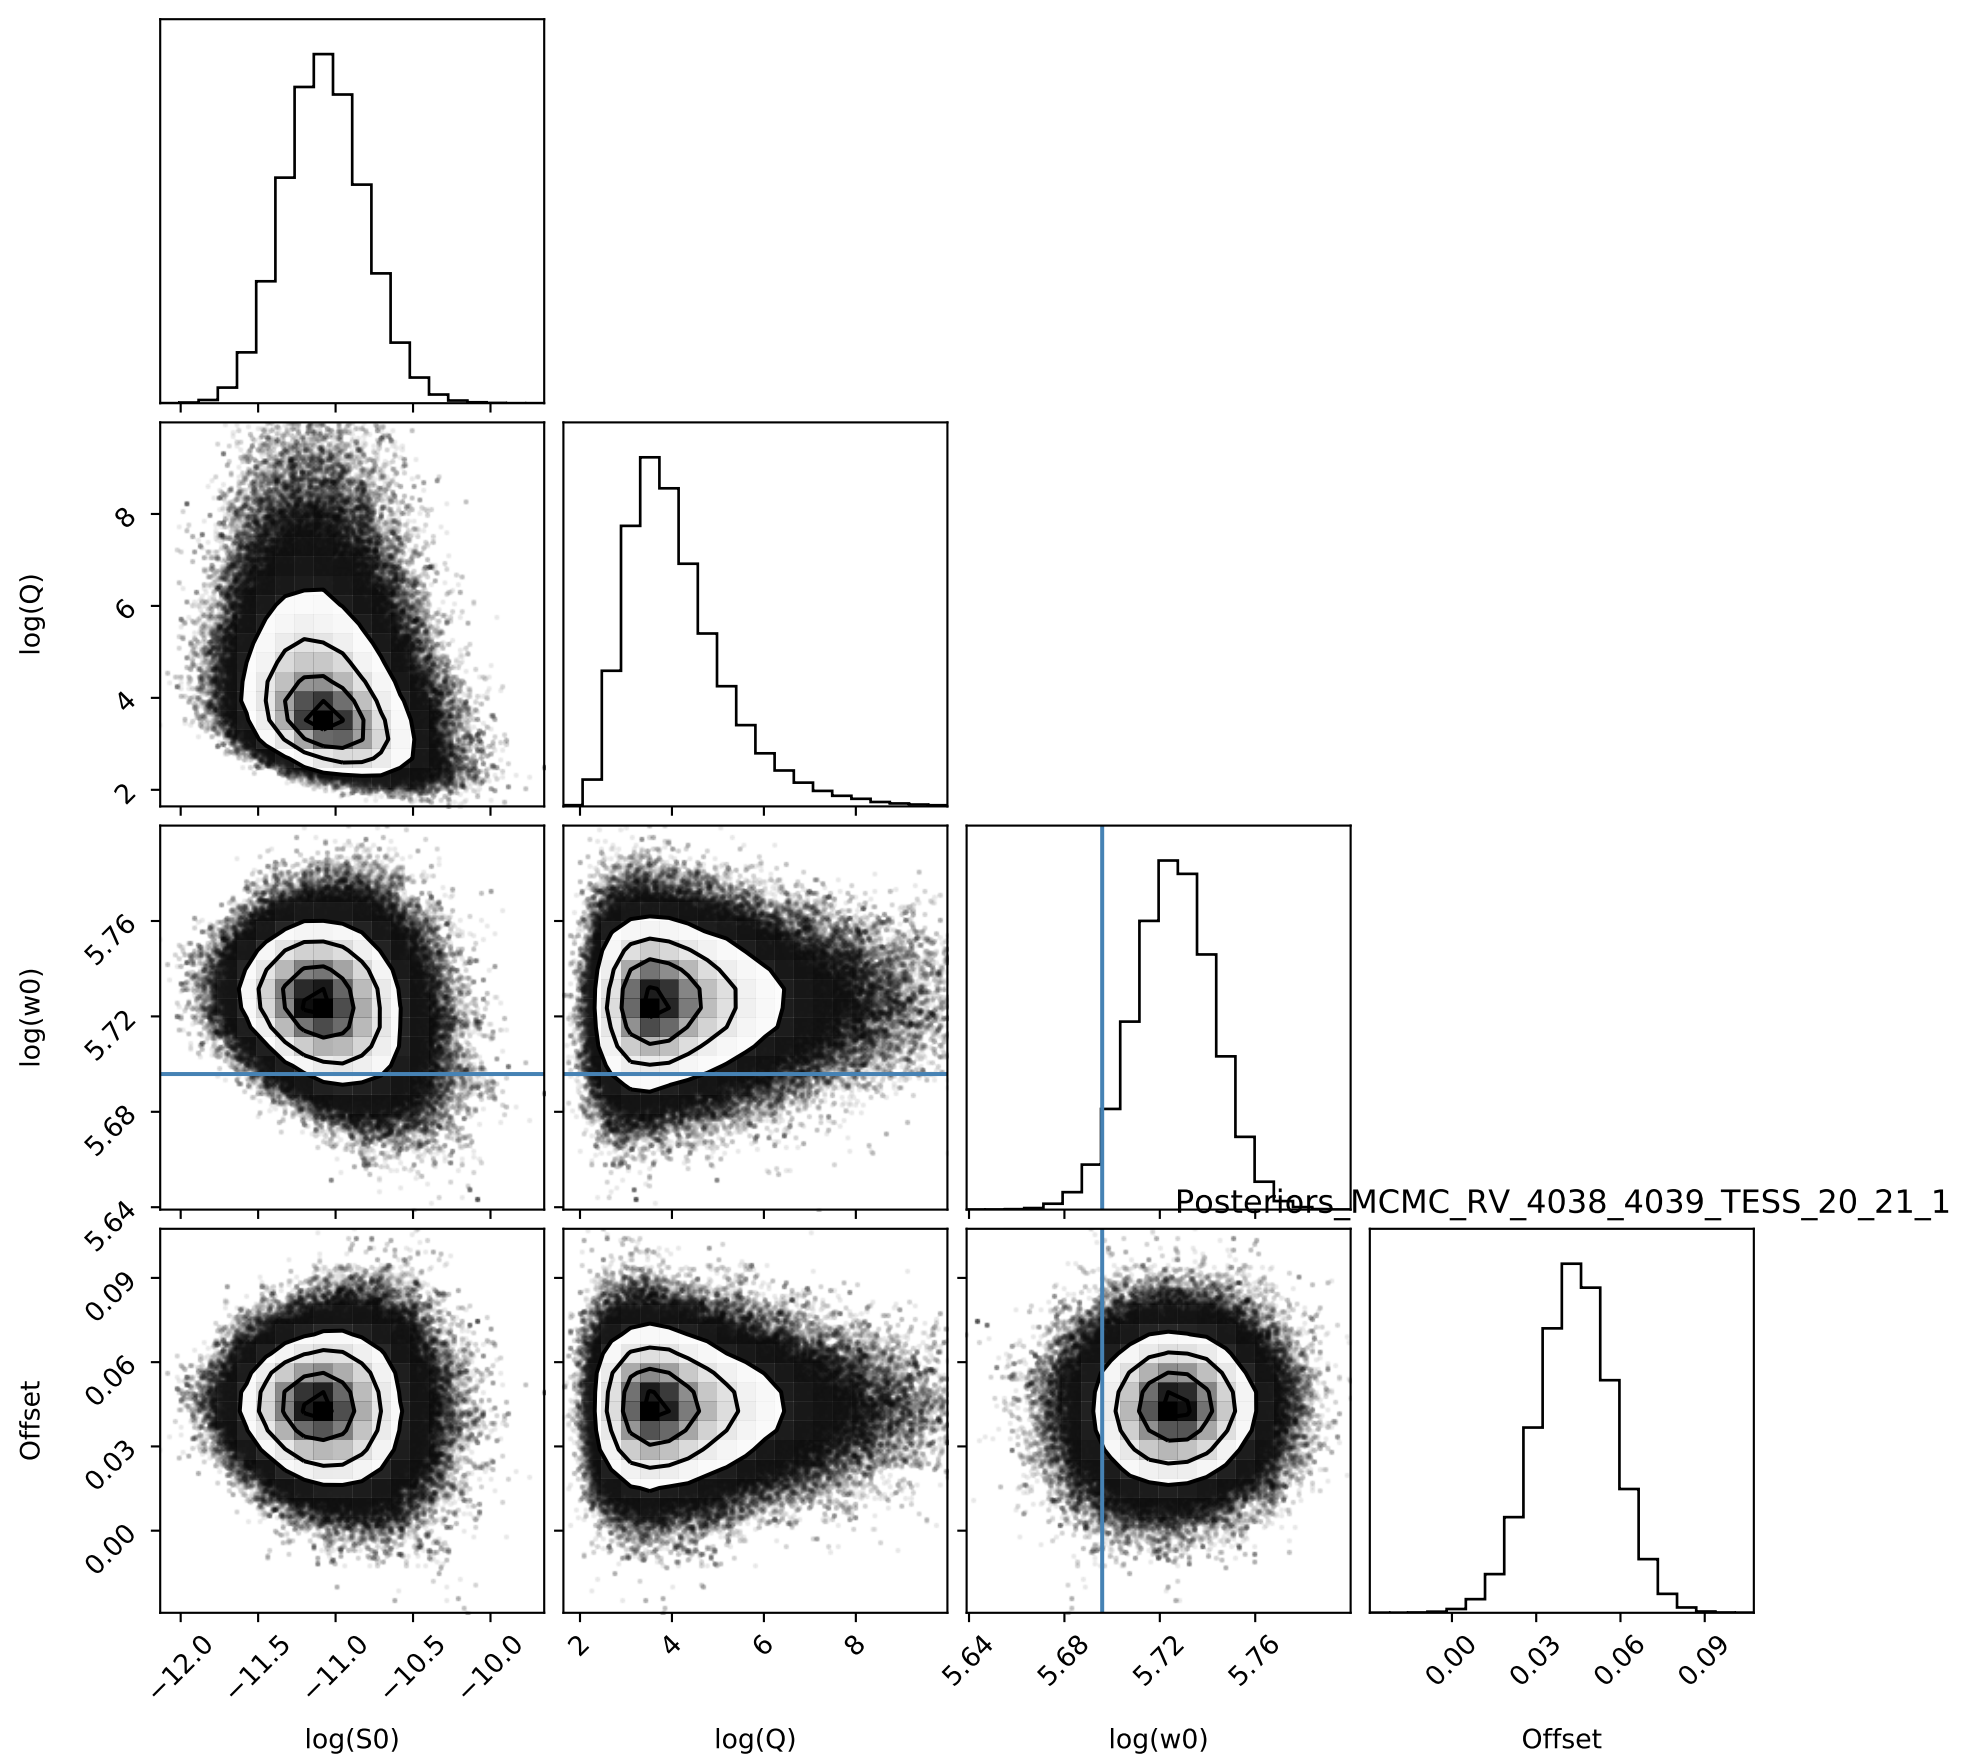 8
6
4
2
log(Q)
5.76
5.72
5.68
5.64
log(w0)
Posteriors_MCMC_RV_4038_4039_TESS_20_21_1
0.09
0.06
0.03
0.00
Offset
−12.0 −11.5 −11.0 −10.5 −10.0
2 4 6 8
5.64 5.68 5.72 5.76
0.00 0.03 0.06 0.09
log(S0) log(Q) log(w0) Offset